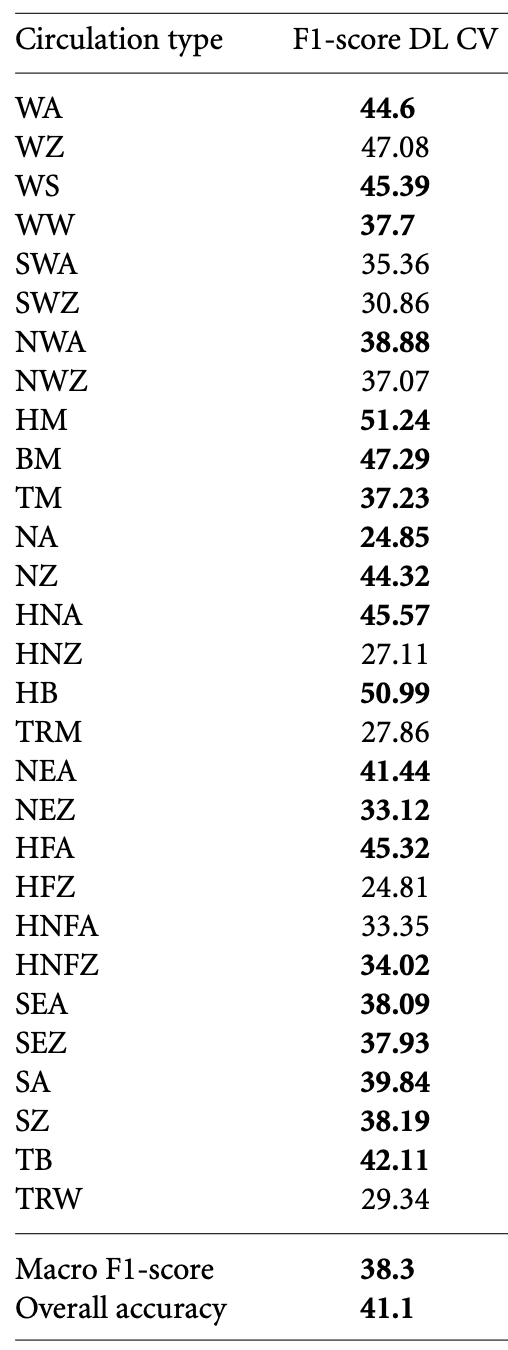 Circulation type F1-score DL CV
WA 44.6
WZ 47.08
WS 45.39
WW 37.7
SWA 35.36
SWZ 30.86
NWA 38.88
NWZ 37.07
HM 51.24
BM 47.29
TM 37.23
NA 24.85
NZ 44.32
HNA 45.57
HNZ 27.11
HB 50.99
TRM 27.86
NEA 41.44
NEZ 33.12
HFA 45.32
HFZ 24.81
HNFA 33.35
HNFZ 34.02
SEA 38.09
SEZ 37.93
SA 39.84
SZ 38.19
TB 42.11
TRW 29.34
Macro F1-score 38.3
Overall accuracy 41.1